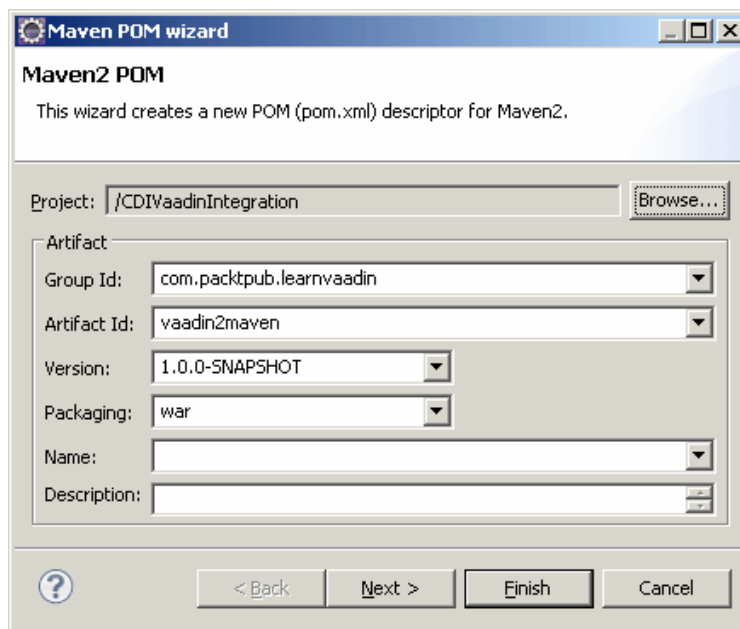 Maven POM wizard
Maven2 POM
This wizard creates a new POM (pom.xml) descriptor for Maven2.
Project: /CDIVaadinIntegration Browse...
Artifact
Group Id: com.packtpub.learnvaadin
Artifact Id: vaadin2maven
Version: 1.0.0-SNAPSHOT
Packaging: war
Name:
Description:
? < Back Next > Finish Cancel